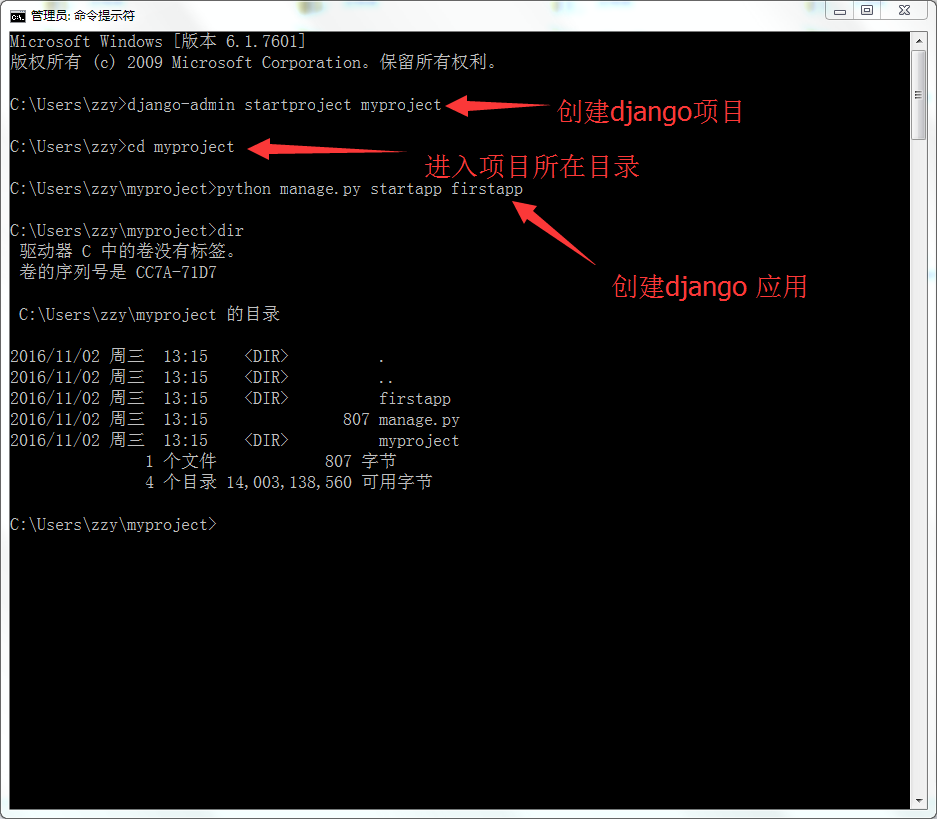 管理员: 命令提示符
Microsoft Windows [版本 6.1.7601]
版权所有 (c) 2009 Microsoft Corporation。保留所有权利。
C:\Users\zzy>django-admin startproject myproject
创建django项目
C:\Users\zzy>cd myproject
进入项目所在目录
C:\Users\zzy\myproject>python manage.py startapp firstapp
C:\Users\zzy\myproject>dir
驱动器 C 中的卷没有标签。
卷的序列号是 CC7A-71D7
创建django 应用
C:\Users\zzy\myproject 的目录
2016/11/02 周三  13:15    <DIR>          .
2016/11/02 周三  13:15    <DIR>          ..
2016/11/02 周三  13:15    <DIR>          firstapp
2016/11/02 周三  13:15               807 manage.py
2016/11/02 周三  13:15    <DIR>          myproject
1 个文件            807 字节
4 个目录 14,003,138,560 可用字节
C:\Users\zzy\myproject>